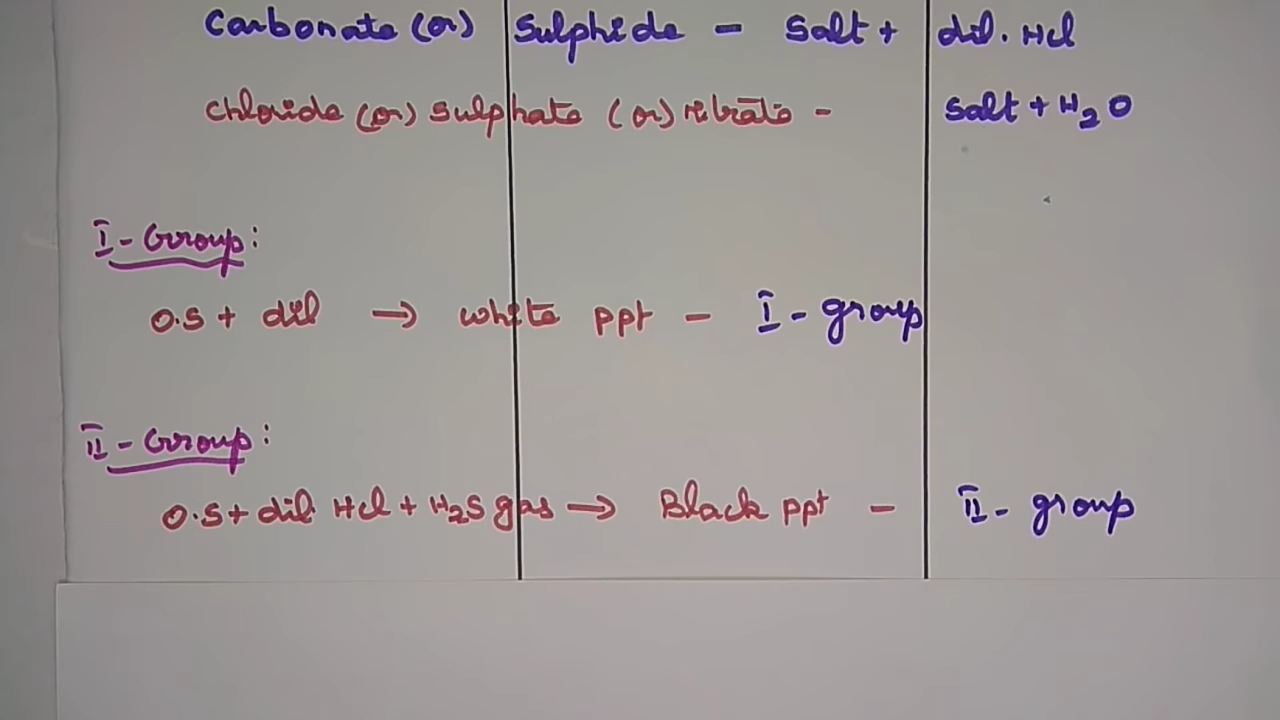 Carbonate (or) Sulphide - Salt + dil. Hcl
Chloride (or) Sulphate (or) nitrate - Salt + H₂O
I - Group:
O.S + dil → white ppt - I - group
II - Group:
O.S + dil. Hcl + H₂S gas → Black ppt - II - group